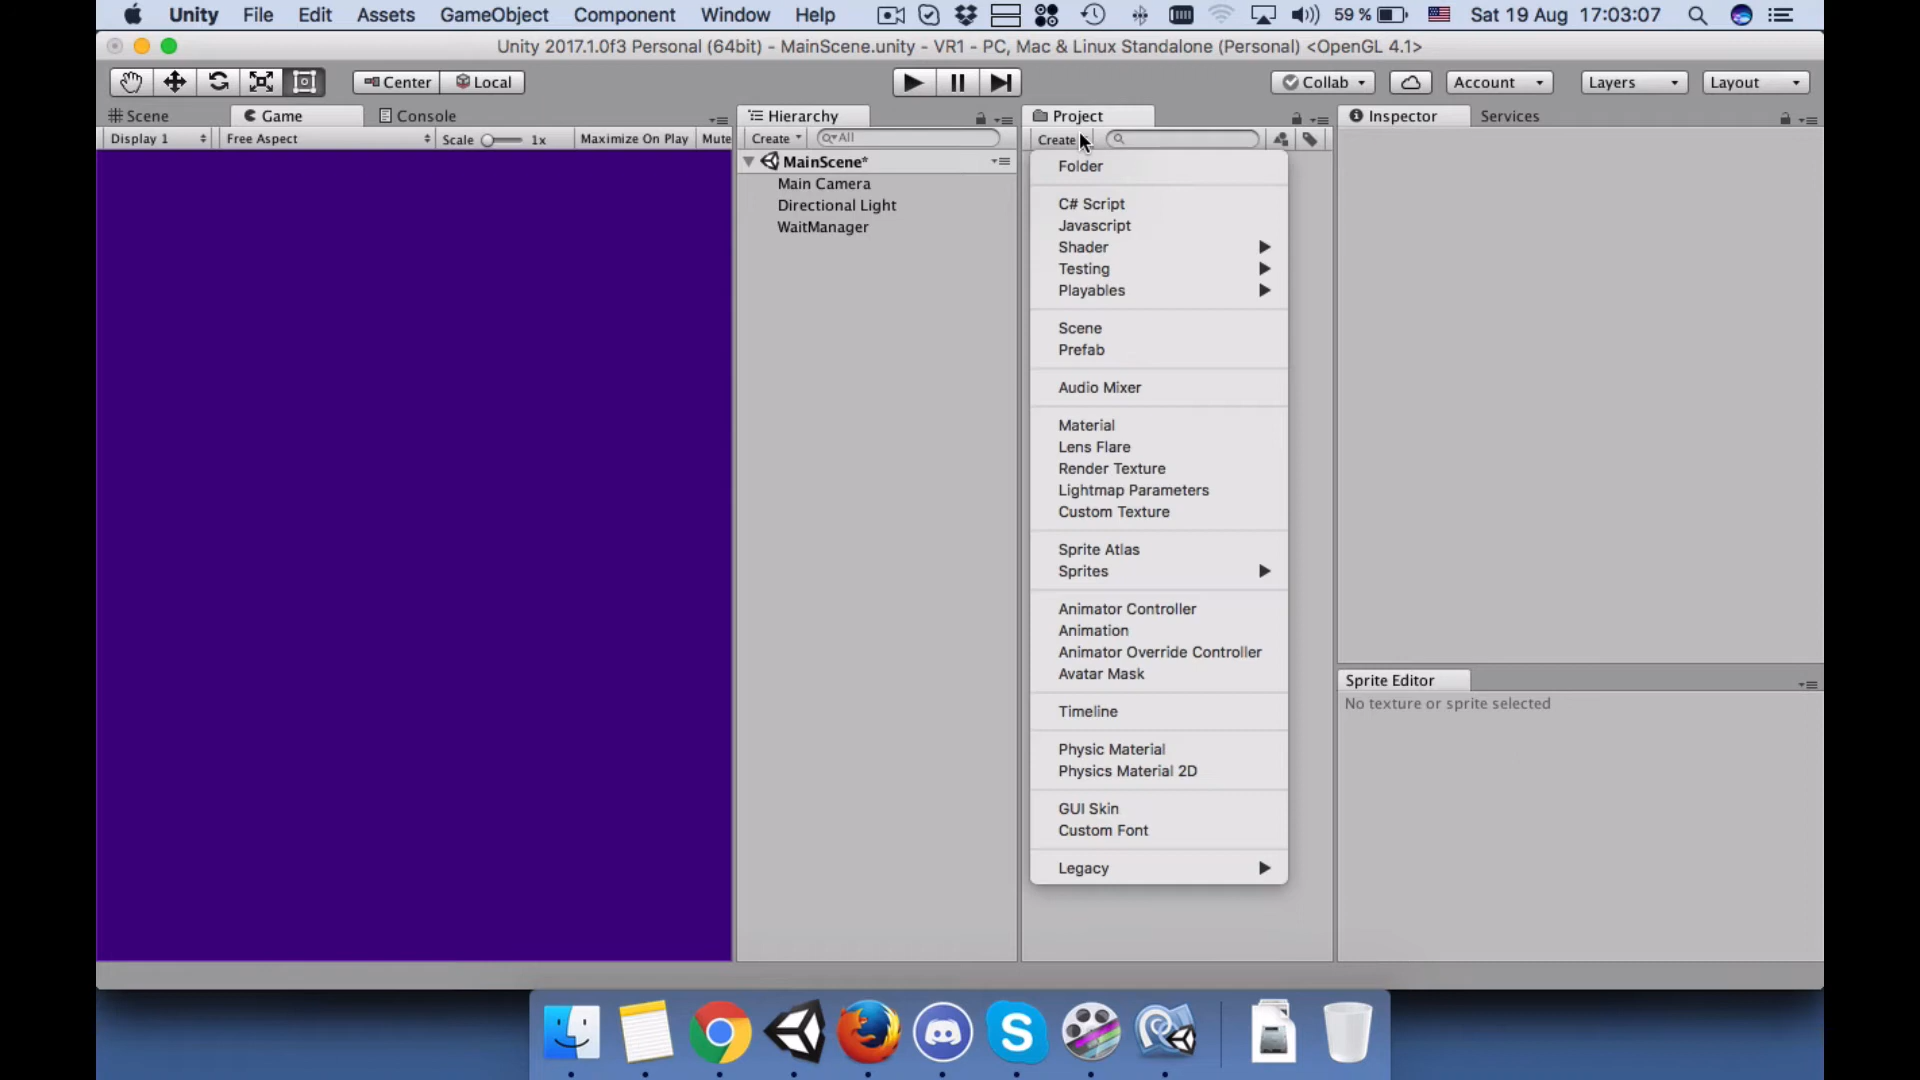 Unity File Edit Assets GameObject Component Window Help 59 % Sat 19 Aug 17:03:07
Unity 2017.1.0f3 Personal (64bit) - MainScene.unity - VR1 - PC, Mac & Linux Standalone (Personal) <OpenGL 4.1>
Center Local Collab Account Layers Layout
Scene Game Console Hierarchy Project Inspector Services
Display 1 Free Aspect Scale 1x Maximize On Play Mute Create All Create
MainScene*
Main Camera
Directional Light
WaitManager
Folder
C# Script
Javascript
Shader
Testing
Playables
Scene
Prefab
Audio Mixer
Material
Lens Flare
Render Texture
Lightmap Parameters
Custom Texture
Sprite Atlas
Sprites
Animator Controller
Animation
Animator Override Controller
Avatar Mask
Timeline
Physic Material
Physics Material 2D
GUI Skin
Custom Font
Legacy
Sprite Editor
No texture or sprite selected